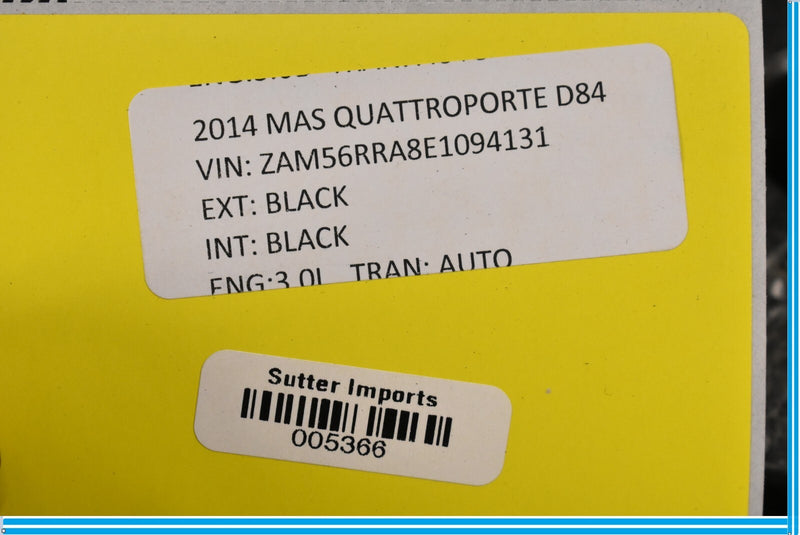 2014 MAS QUATTROPORTE D84
VIN: ZAM56RRA8E1094131
EXT: BLACK
INT: BLACK
ENG:3.0L TRAN: AUTO
Sutter Imports
005366